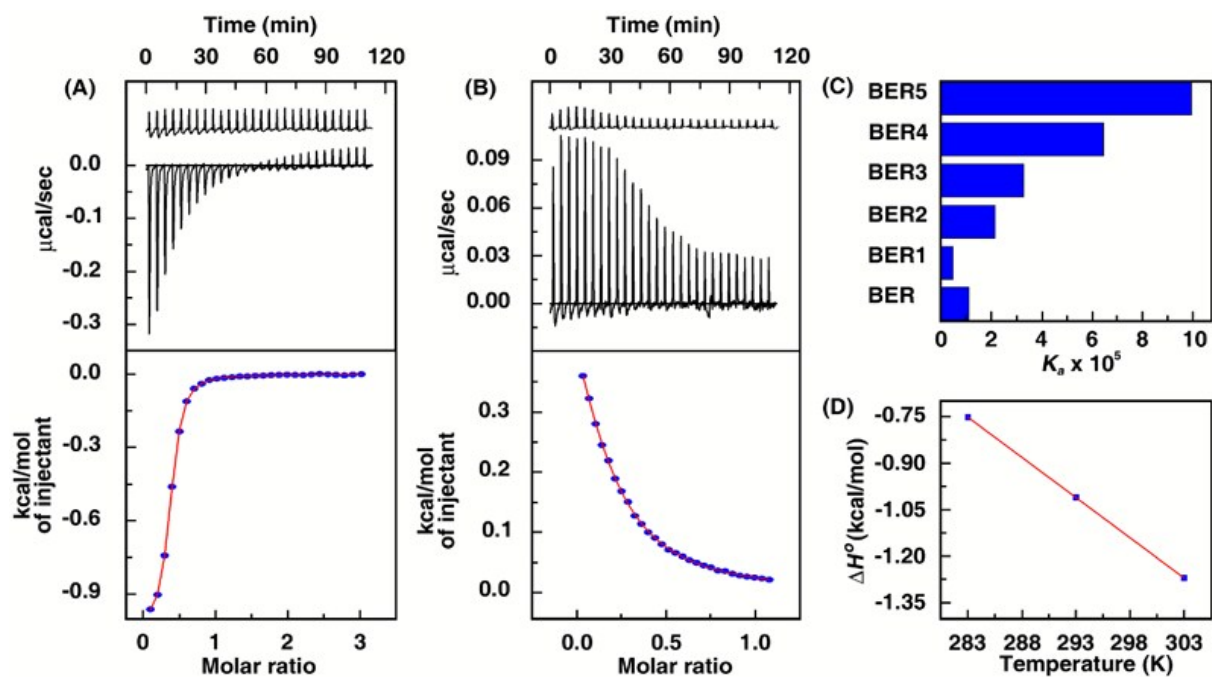 Time (min)
0 30 60 90 120
(A)
0.0
-0.1
-0.2
-0.3
μcal/sec
0.0
-0.3
-0.6
-0.9
kcal/mol
of injectant
0 1 2 3
Molar ratio
Time (min)
0 30 60 90 120
(B)
0.09
0.06
0.03
0.00
μcal/sec
0.3
0.2
0.1
0.0
kcal/mol
of injectant
0.0 0.5 1.0
Molar ratio
(C)
BER5
BER4
BER3
BER2
BER1
BER
0 2 4 6 8 10
Ka x 10⁵
(D)
-0.75
-0.90
-1.05
-1.20
-1.35
ΔHº (kcal/mol)
283 288 293 298 303
Temperature (K)